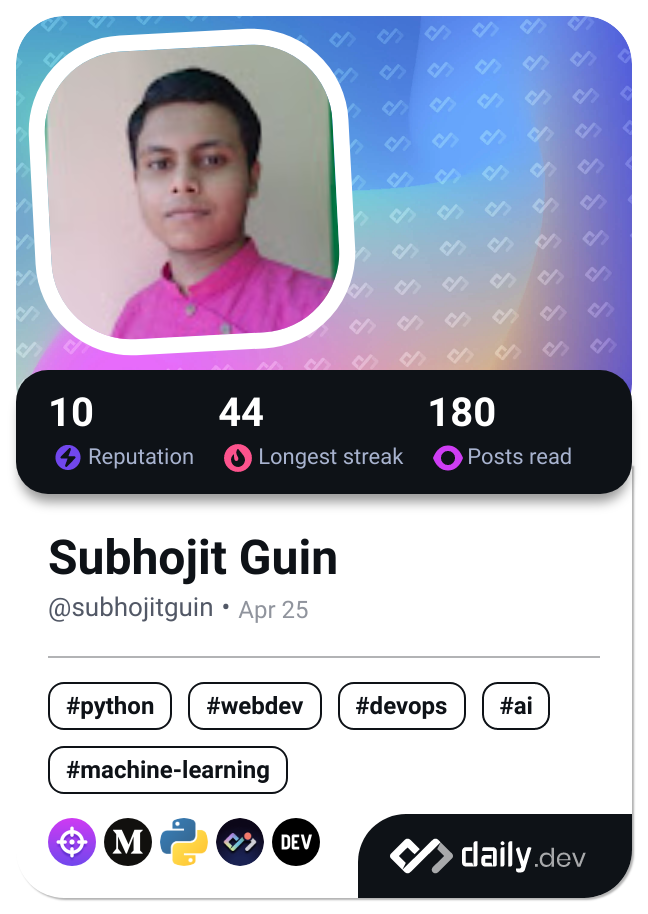 10 44 180
Reputation Longest streak Posts read
Subhojit Guin
@subhojitguin • Apr 25
#python #webdev #devops #ai
#machine-learning
M DEV
daily.dev